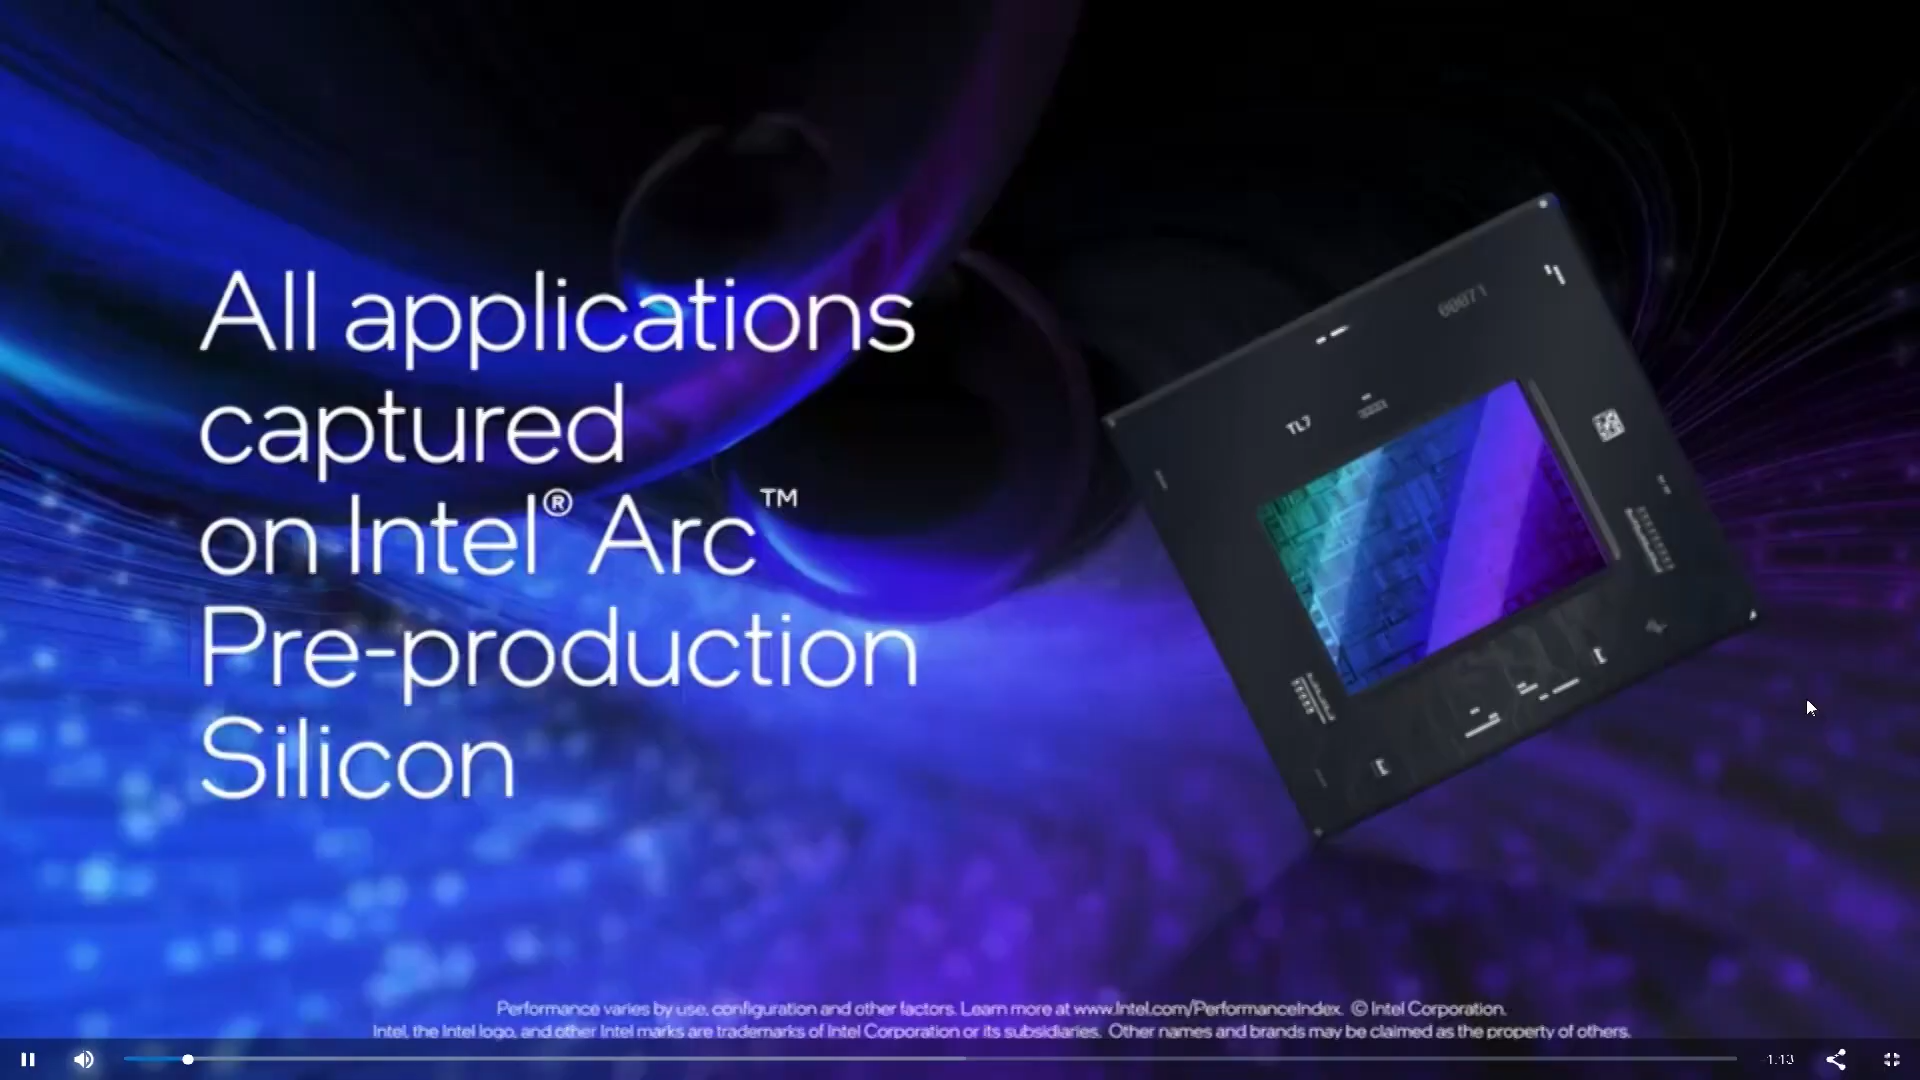 All applications
captured
on Intel® Arc™
Pre-production
Silicon
00071
TL7
Performance varies by use, configuration and other factors. Learn more at www.Intel.com/PerformanceIndex. © Intel Corporation.
Intel, the Intel logo, and other Intel marks are trademarks of Intel Corporation or its subsidiaries. Other names and brands may be claimed as the property of others.
-1:13